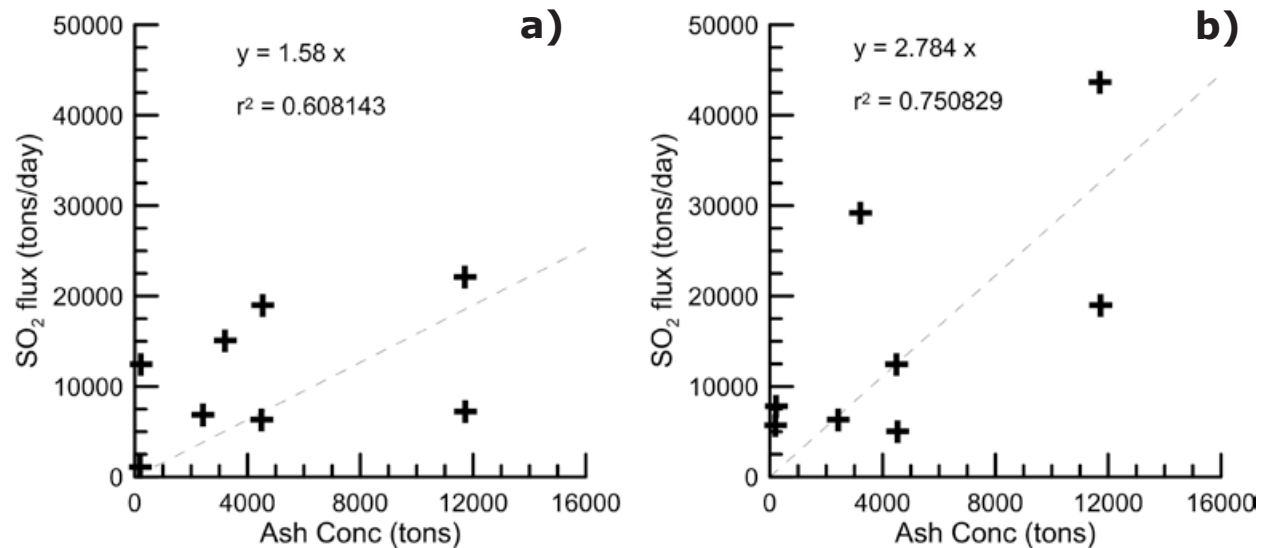 a)
y = 1.58 x
r² = 0.608143
50000
40000
30000
20000
10000
0
SO₂ flux (tons/day)
0 4000 8000 12000 16000
Ash Conc (tons)
b)
y = 2.784 x
r² = 0.750829
50000
40000
30000
20000
10000
0
SO₂ flux (tons/day)
0 4000 8000 12000 16000
Ash Conc (tons)